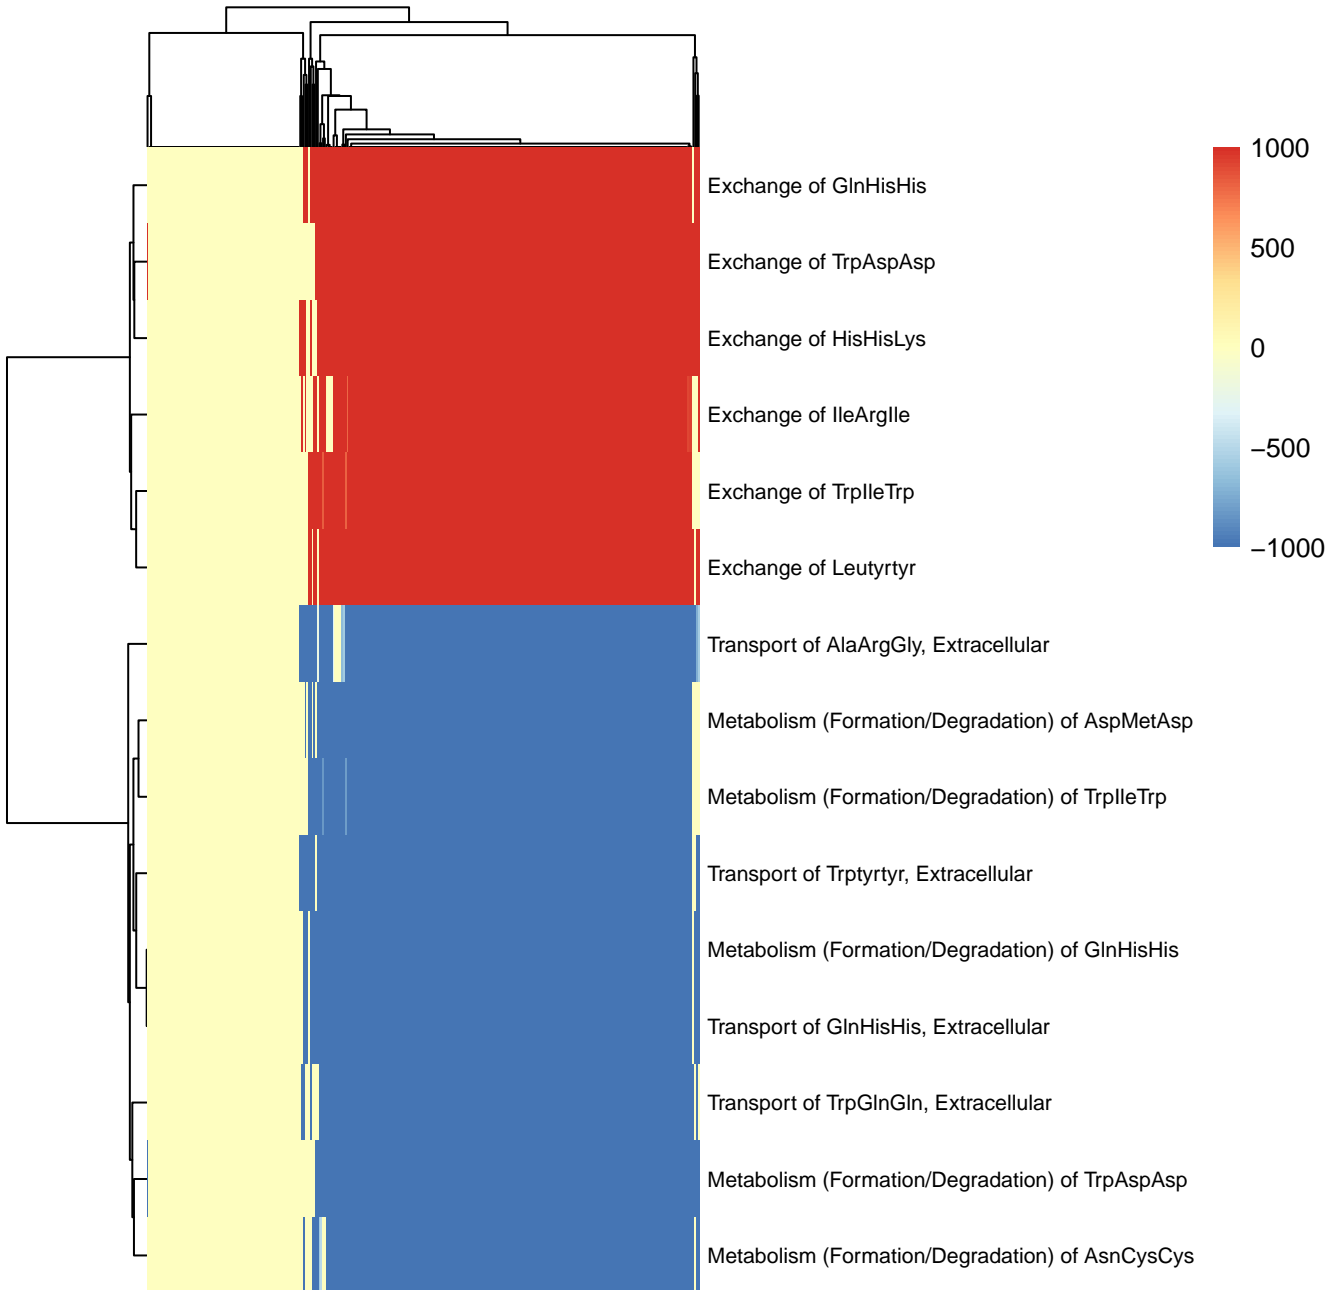 1000
500
0
−500
−1000
Exchange of GlnHisHis
Exchange of TrpAspAsp
Exchange of HisHisLys
Exchange of IleArgIle
Exchange of TrpIleTrp
Exchange of Leutyrtyr
Transport of AlaArgGly, Extracellular
Metabolism (Formation/Degradation) of AspMetAsp
Metabolism (Formation/Degradation) of TrpIleTrp
Transport of Trptyrtyr, Extracellular
Metabolism (Formation/Degradation) of GlnHisHis
Transport of GlnHisHis, Extracellular
Transport of TrpGlnGln, Extracellular
Metabolism (Formation/Degradation) of TrpAspAsp
Metabolism (Formation/Degradation) of AsnCysCys